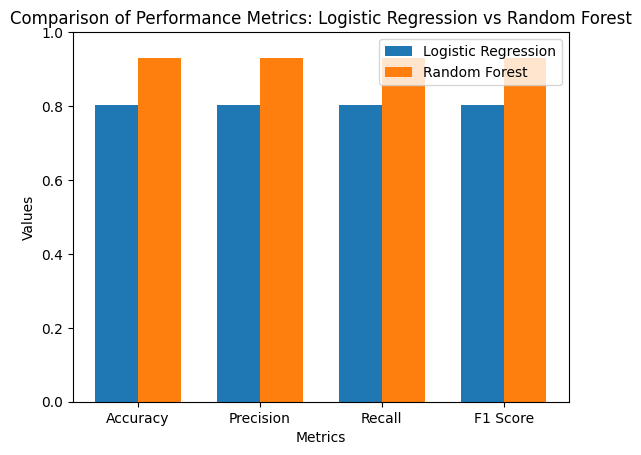 Comparison of Performance Metrics: Logistic Regression vs Random Forest
1.0
Logistic Regression
Random Forest
0.8
0.6
Values
0.4
0.2
0.0
Accuracy
Precision
Recall
F1 Score
Metrics